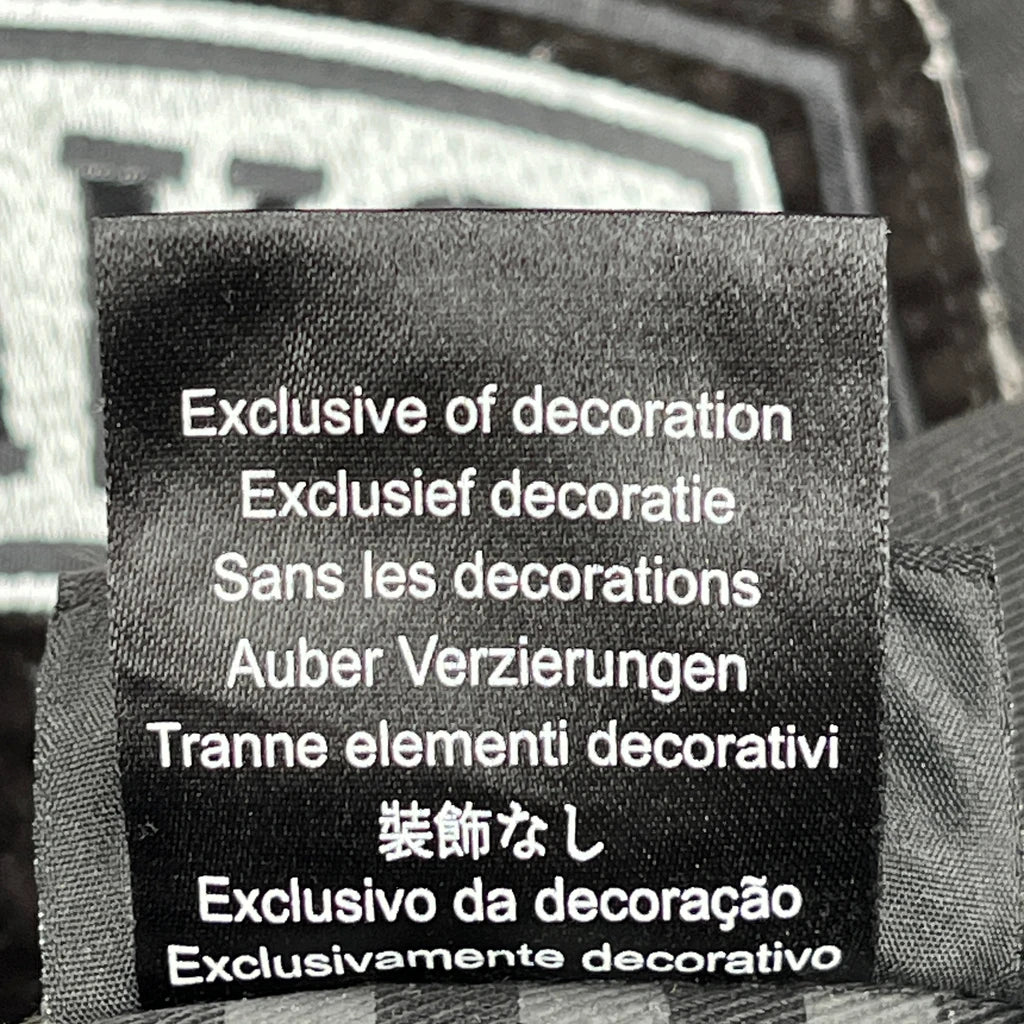 Exclusive of decoration
Exclusief decoratie
Sans les decorations
Auber Verzierungen
Tranne elementi decorativi
装飾なし
Exclusivo da decoração
Exclusivamente decorativo